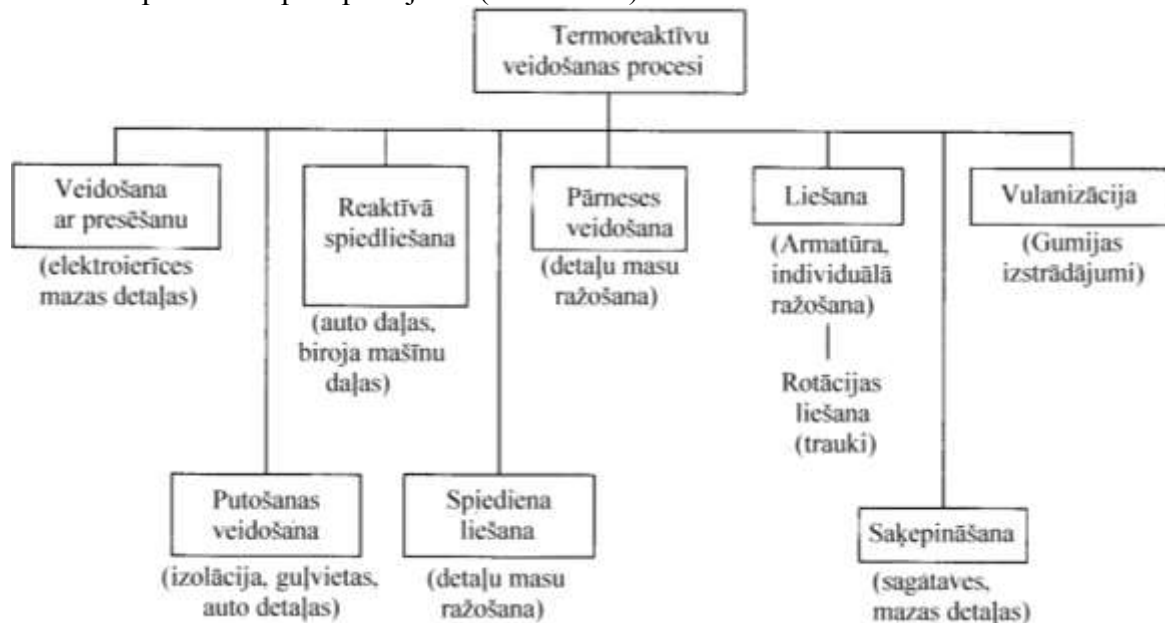 Termoreaktīvu
veidošanas procesi
Veidošana
ar presēšanu
(elektroierīces
mazas detaļas)
Reaktīvā
spiedliešana
(auto daļas,
biroja mašīnu
daļas)
Pārneses
veidošana
(detaļu masu
ražošana)
Liešana
(Armatūra,
individuālā
ražošana)
Rotācijas
liešana
(trauki)
Vulanizācija
(Gumijas
izstrādājumi)
Putošanas
veidošana
(izolācija, guļvietas,
auto detaļas)
Spiediena
liešana
(detaļu masu
ražošana)
Saķepināšana
(sagātaves,
mazas detaļas)